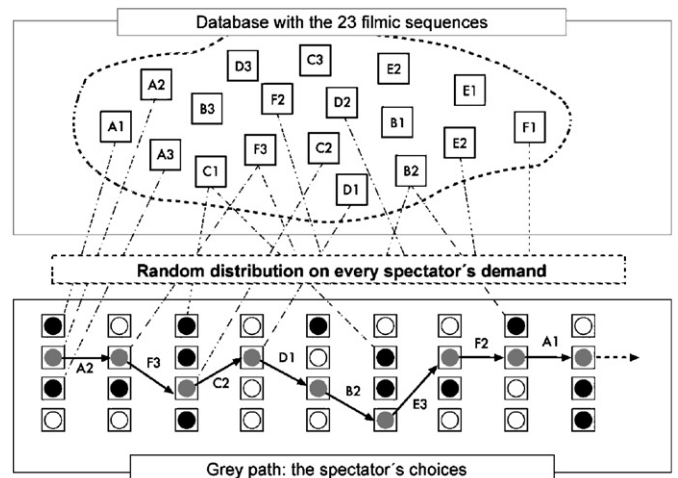 Database with the 23 filmic sequences
C3
D3
E2
A2
E1
F2
D2
B3
B1
A1
F1
E2
C2
F3
A3
C1
B2
D1
Random distribution on every spectator´s demand
F2
A1
D1
F3
A2
C2
B2
E3
Grey path: the spectator´s choices